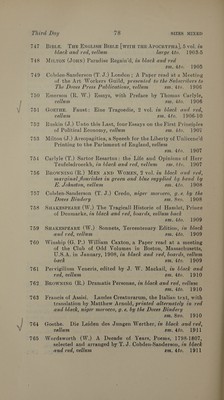 Third Day 78 MISS RIKER
747 BIBLE. THE ENGLISH BIBLE [WITH THE APOCRYPHA], 5 vol. in
black and red, vellum large 4to. 1903-5
748 MILTON (JOHN) Paradise Regain'd, in black and red
sm. 4to. 1905
749 Cobden-Sanderson (T. J.) London: A Paper read at a Meeting
of the Art Workers Guild, presented to the Subscribers to
The Doves Press Publications, vellum sm. 4to. 1906
750 Emerson (R. W.) Essays, with Preface by Thomas Carlyle,
vellum sm. 4to. 1906
751 GOETHE. Faust: Eine Tragoedie, 2 vol. in black and red,
vellum sm. 4to. 1906-10
752 Ruskin (J.) Unto this Last, four Essays on the First Principles
of Political Economy, vellum sm. 4to. 1907
753 Milton (J.) Areopagitica, a Speech for the Liberty of Unlicens'd
Printing to the Parlament of England, vellum
sm. 4to. 1907
754 Carlyle (T.) Sartor Resartus: the Life and Opinions of Herr
Teufelsdröckh, in black and red, vellum sm. 4to. 1907
756 BROWNING (R.) MEN AND WOMEN, 2 vol. in black and red,
marginal flourishes in green and blue supplied by hand by
E. Johnston, vellum sm. 4to. 1908
757 Cobden-Sanderson (T. J.) Credo, niger morocco, g. e. by the
Doves Bindery sm. 8vo. 1908
758 SHAKESPEARE (W.) The Tragicall Historie of Hamlet, Prince
of Denmarke, in black and red, boards, vellum back
sm. 4to. 1909
759 SHAKESPEARE (W.) Sonnets, Tercentenary Edition, in black
and red, vellum sm. 4to. 1909
760 Winship (G. P.) William Caxton, a Paper read at a meeting
of the Club of Odd Volumes in Boston, Massachusetts,
U.S.A. in January, 1908, in black and red, boards, vellum
back sm. 4to. 1909
761 Pervigilium Veneris, edited by J. W. Mackail, in black and
red, vellum sm. 4to. 1910
762 BROWNING (R.) Dramatis Personae, in black and red, vellum
sm. 4to. 1910
763 Francis of Assisi. Laudes Creaturarum, the Italian text, with
translation by Matthew Arnold, printed alternately in red
and black, niger morocco, g. e. by the Doves Bindery
sm. 8vo. 1910
764 Goethe. Die Leiden des Jungen Werther, in black and red,
vellum sm. 4to. 1911
765 Wordsworth (W.) A Decade of Years, Poems, 1798-1807,
selected and arranged by T. J. Cobden-Sanderson, in black
and red, vellum sm. 4to. 1911